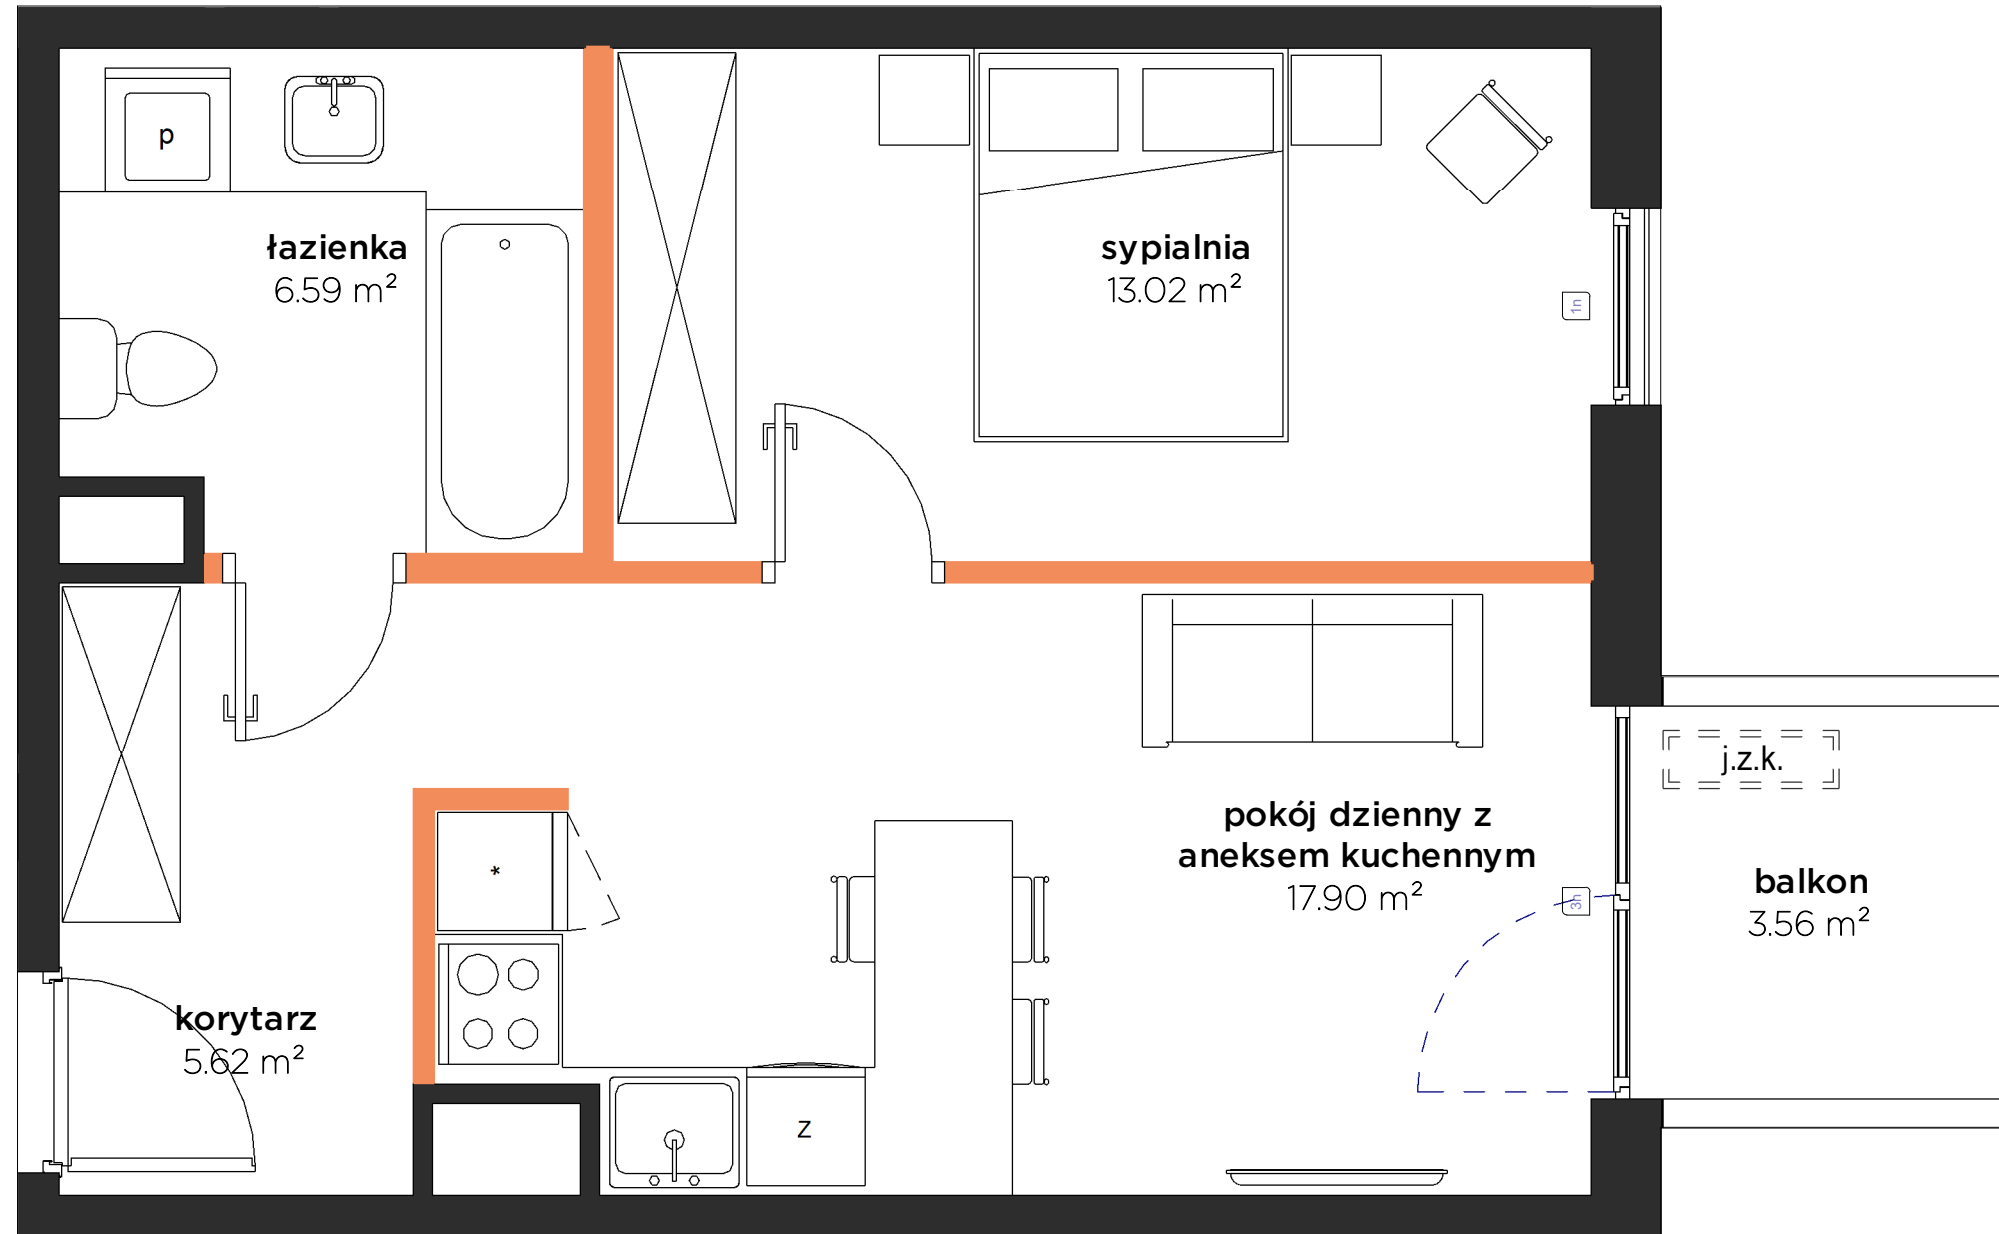 p
łazienka
6.59 m²
sypialnia
13.02 m²
1n
j.z.k.
pokój dzienny z
aneksem kuchennym
17.90 m²
3n
balkon
3.56 m²
*
korytarz
5.62 m²
Z